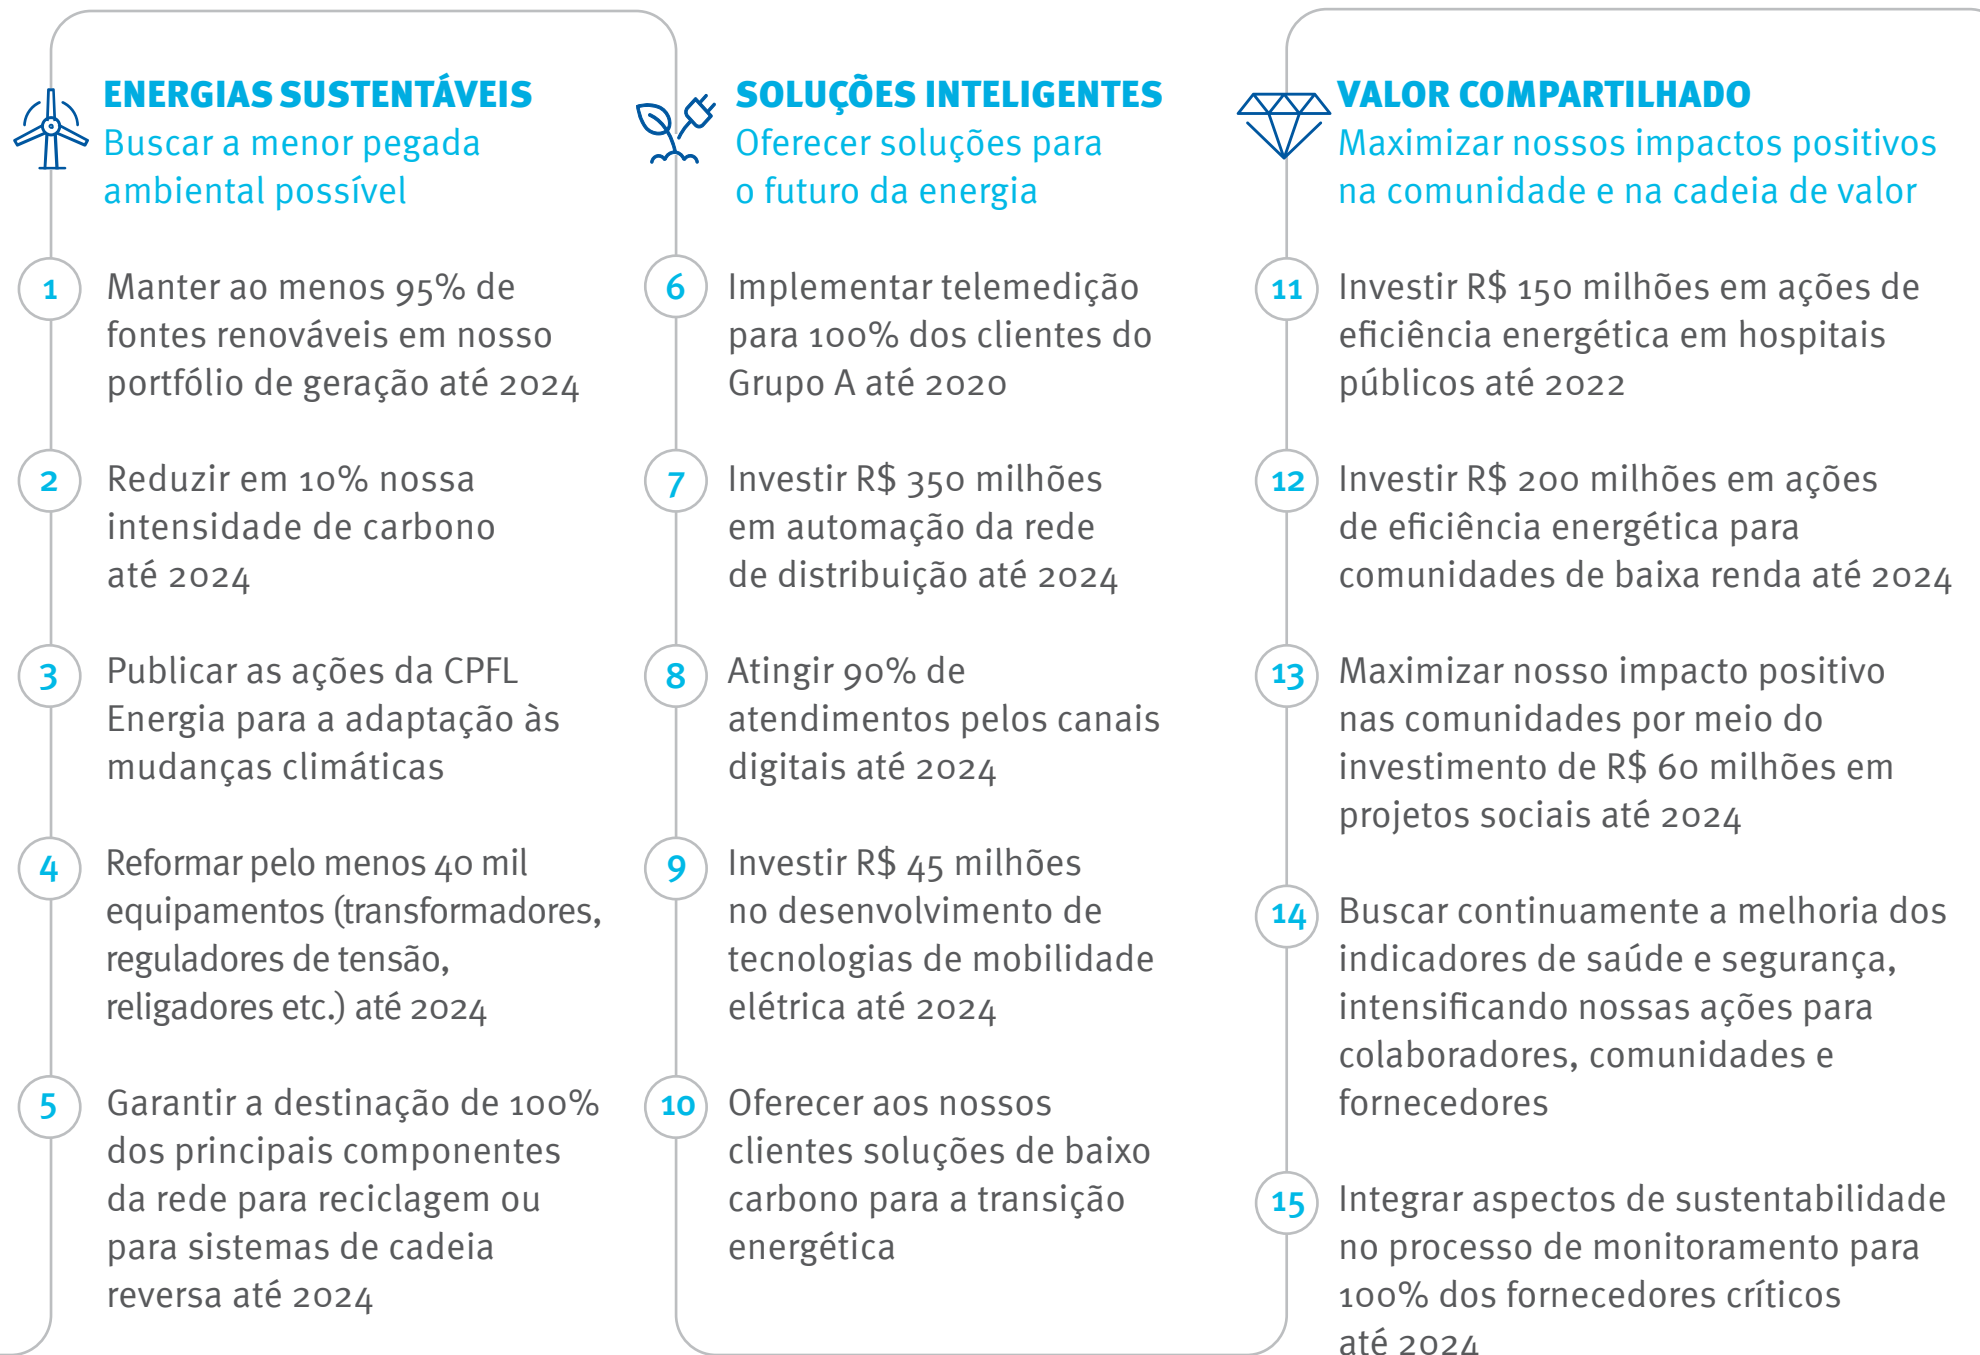 ENERGIAS SUSTENTÁVEIS
Buscar a menor pegada
ambiental possível
1
Manter ao menos 95% de
fontes renováveis em nosso
portfólio de geração até 2024
2
Reduzir em 10% nossa
intensidade de carbono
até 2024
3
Publicar as ações da CPFL
Energia para a adaptação às
mudanças climáticas
4
Reformar pelo menos 40 mil
equipamentos (transformadores,
reguladores de tensão,
religadores etc.) até 2024
5
Garantir a destinação de 100%
dos principais componentes
da rede para reciclagem ou
para sistemas de cadeia
reversa até 2024
SOLUÇÕES INTELIGENTES
Oferecer soluções para
o futuro da energia
6
Implementar telemedição
para 100% dos clientes do
Grupo A até 2020
7
Investir R$ 350 milhões
em automação da rede
de distribuição até 2024
8
Atingir 90% de
atendimentos pelos canais
digitais até 2024
9
Investir R$ 45 milhões
no desenvolvimento de
tecnologias de mobilidade
elétrica até 2024
10
Oferecer aos nossos
clientes soluções de baixo
carbono para a transição
energética
VALOR COMPARTILHADO
Maximizar nossos impactos positivos
na comunidade e na cadeia de valor
11
Investir R$ 150 milhões em ações de
eficiência energética em hospitais
públicos até 2022
12
Investir R$ 200 milhões em ações
de eficiência energética para
comunidades de baixa renda até 2024
13
Maximizar nosso impacto positivo
nas comunidades por meio do
investimento de R$ 60 milhões em
projetos sociais até 2024
14
Buscar continuamente a melhoria dos
indicadores de saúde e segurança,
intensificando nossas ações para
colaboradores, comunidades e
fornecedores
15
Integrar aspectos de sustentabilidade
no processo de monitoramento para
100% dos fornecedores críticos
até 2024